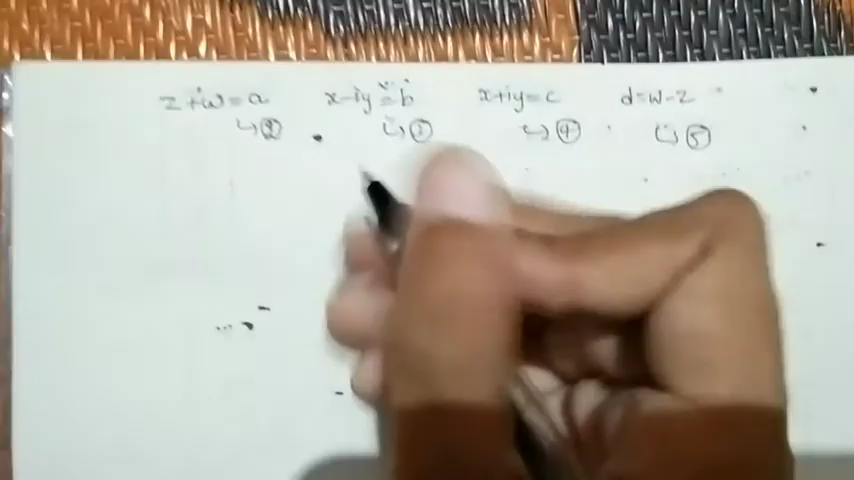 z+iw=a x-iy=b x+iy=c d=w-z
↳② ↳③ ↳④ ↳⑤